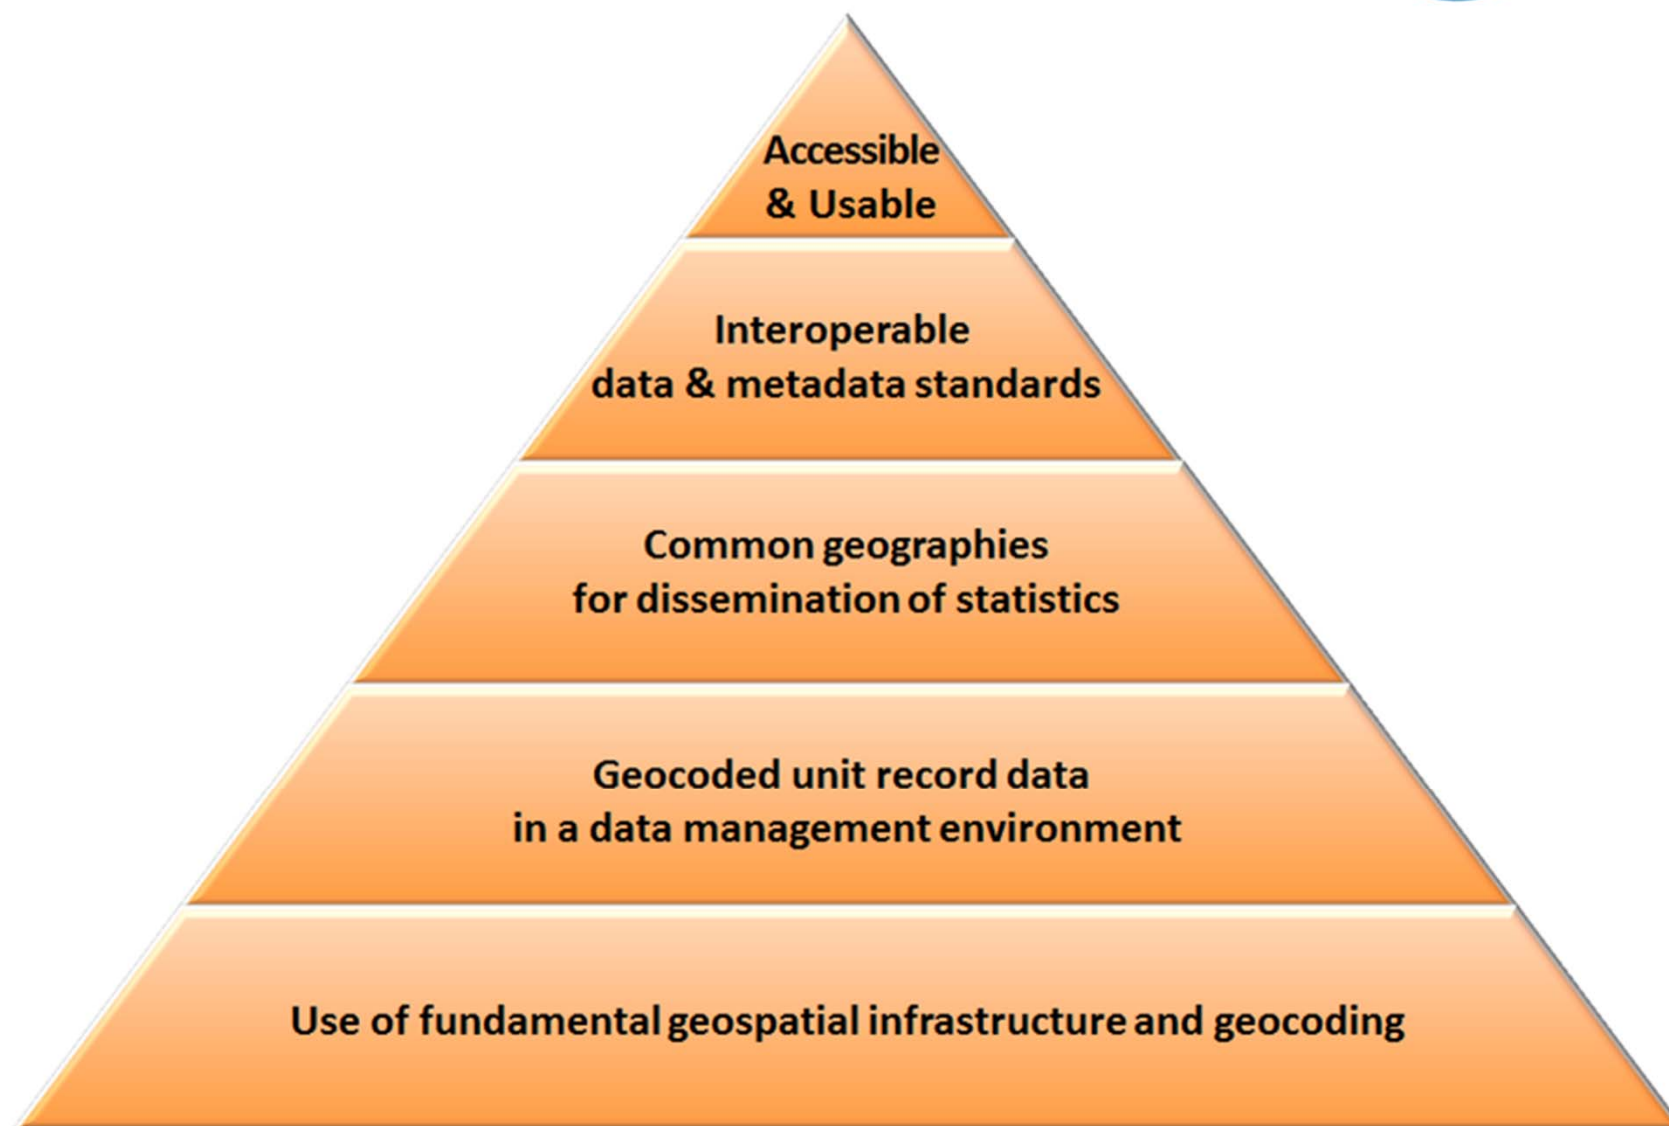 Accessible
& Usable
Interoperable
data & metadata standards
Common geographies
for dissemination of statistics
Geocoded unit record data
in a data management environment
Use of fundamental geospatial infrastructure and geocoding